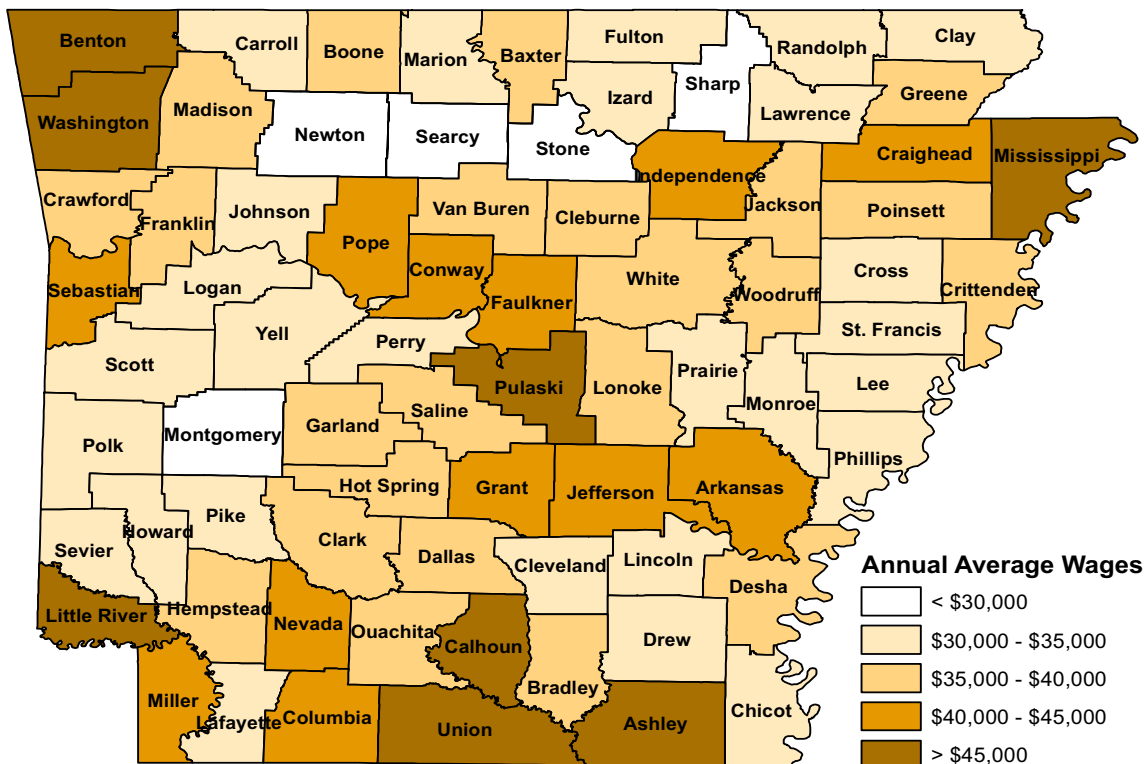 Benton
Carroll
Boone
Marion
Baxter
Fulton
Randolph
Clay
Sharp
Izard
Greene
Lawrence
Madison
Washington
Newton
Searcy
Stone
Independence
Craighead
Mississippi
Crawford
Franklin
Johnson
Van Buren
Cleburne
Jackson
Poinsett
Pope
Conway
Faulkner
White
Woodruff
Cross
Crittenden
Sebastian
Logan
Yell
Perry
St. Francis
Scott
Pulaski
Lonoke
Prairie
Monroe
Lee
Saline
Garland
Montgomery
Polk
Phillips
Hot Spring
Grant
Jefferson
Arkansas
Howard
Pike
Clark
Sevier
Dallas
Cleveland
Lincoln
Desha
Little River
Hempstead
Nevada
Ouachita
Calhoun
Drew
Bradley
Miller
Lafayette
Columbia
Union
Ashley
Chicot
Annual Average Wages
< $30,000
$30,000 - $35,000
$35,000 - $40,000
$40,000 - $45,000
> $45,000